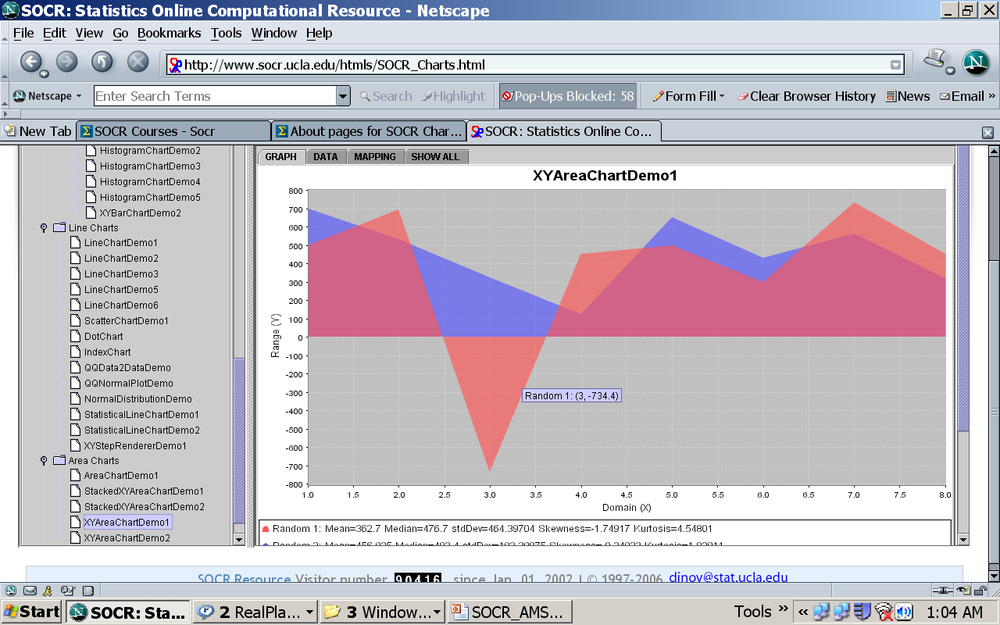 SOCR: Statistics Online Computational Resource - Netscape
File Edit View Go Bookmarks Tools Window Help
http://www.socr.ucla.edu/htmls/SOCR_Charts.html
N
Netscape Enter Search Terms Search Highlight Pop-Ups Blocked: 58 Form Fill Clear Browser History News Email »
New Tab SOCR Courses - Socr About pages for SOCR Char... SOCR: Statistics Online Co...
HistogramChartDemo2
HistogramChartDemo3
HistogramChartDemo4
HistogramChartDemo5
XYBarChartDemo2
Line Charts
LineChartDemo1
LineChartDemo2
LineChartDemo3
LineChartDemo5
LineChartDemo6
ScatterChartDemo1
DotChart
IndexChart
QQData2DataDemo
QQNormalPlotDemo
NormalDistributionDemo
StatisticalLineChartDemo1
StatisticalLineChartDemo2
XYStepRendererDemo1
Area Charts
AreaChartDemo1
StackedXYAreaChartDemo1
StackedXYAreaChartDemo2
XYAreaChartDemo1
XYAreaChartDemo2
GRAPH DATA MAPPING SHOW ALL
XYAreaChartDemo1
800
700
600
500
400
300
200
100
0
-100
-200
-300
-400
-500
-600
-700
-800
Range (Y)
Random 1: (3, -734.4)
1.0 1.5 2.0 2.5 3.0 3.5 4.0 4.5 5.0 5.5 6.0 6.5 7.0 7.5 8.0
Domain (X)
Random 1: Mean=362.7 Median=476.7 stdDev=464.39704 Skewness=-1.74917 Kurtosis=4.54801
SOCR Resource Visitor number 90416 since Jan. 01, 2002 | © 1997-2006 dinov@stat.ucla.edu
Start SOCR: Sta... 2 RealPla... 3 Window... SOCR_AMS... Tools » « 1:04 AM